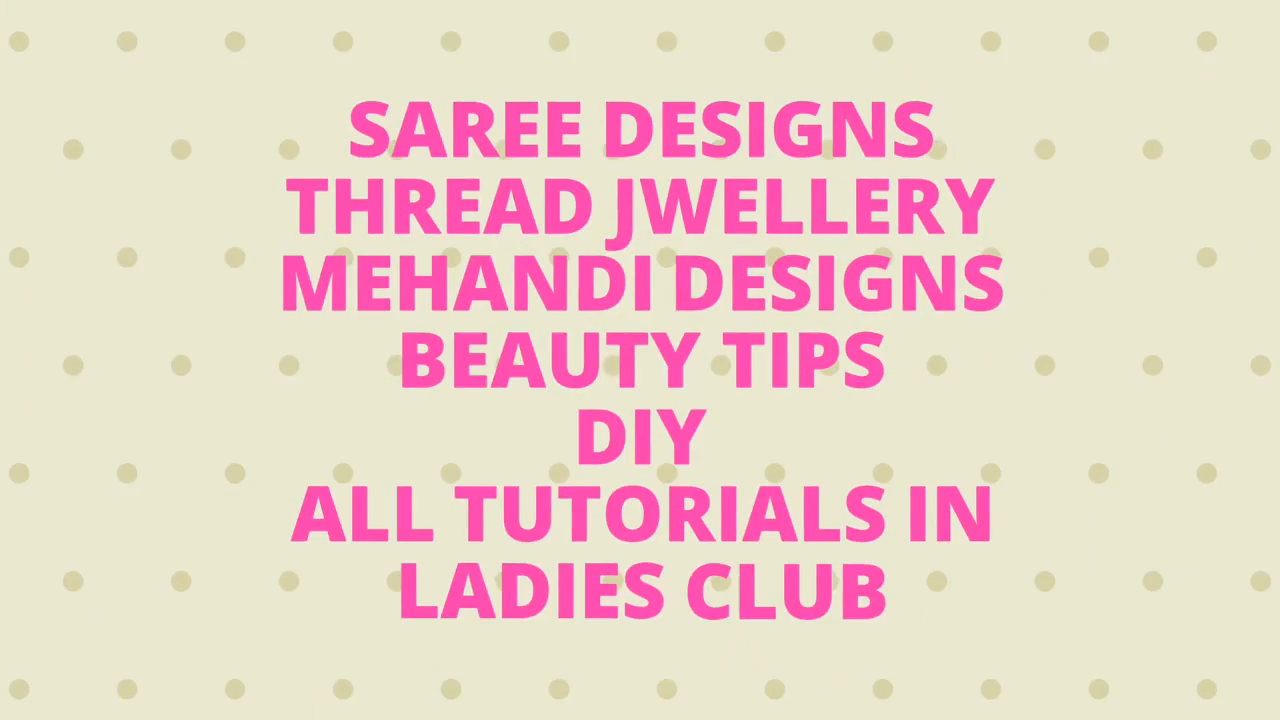 SAREE DESIGNS
THREAD JWELLERY
MEHANDI DESIGNS
BEAUTY TIPS
DIY
ALL TUTORIALS IN
LADIES CLUB